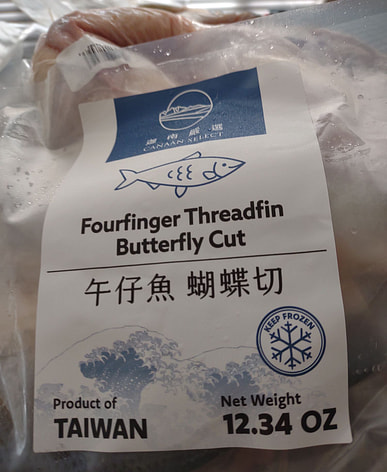 迦南嚴選
CANAAN SELECT
Fourfinger Threadfin
Butterfly Cut
午仔魚 蝴蝶切
KEEP FROZEN
Product of
TAIWAN
Net Weight
12.34 OZ